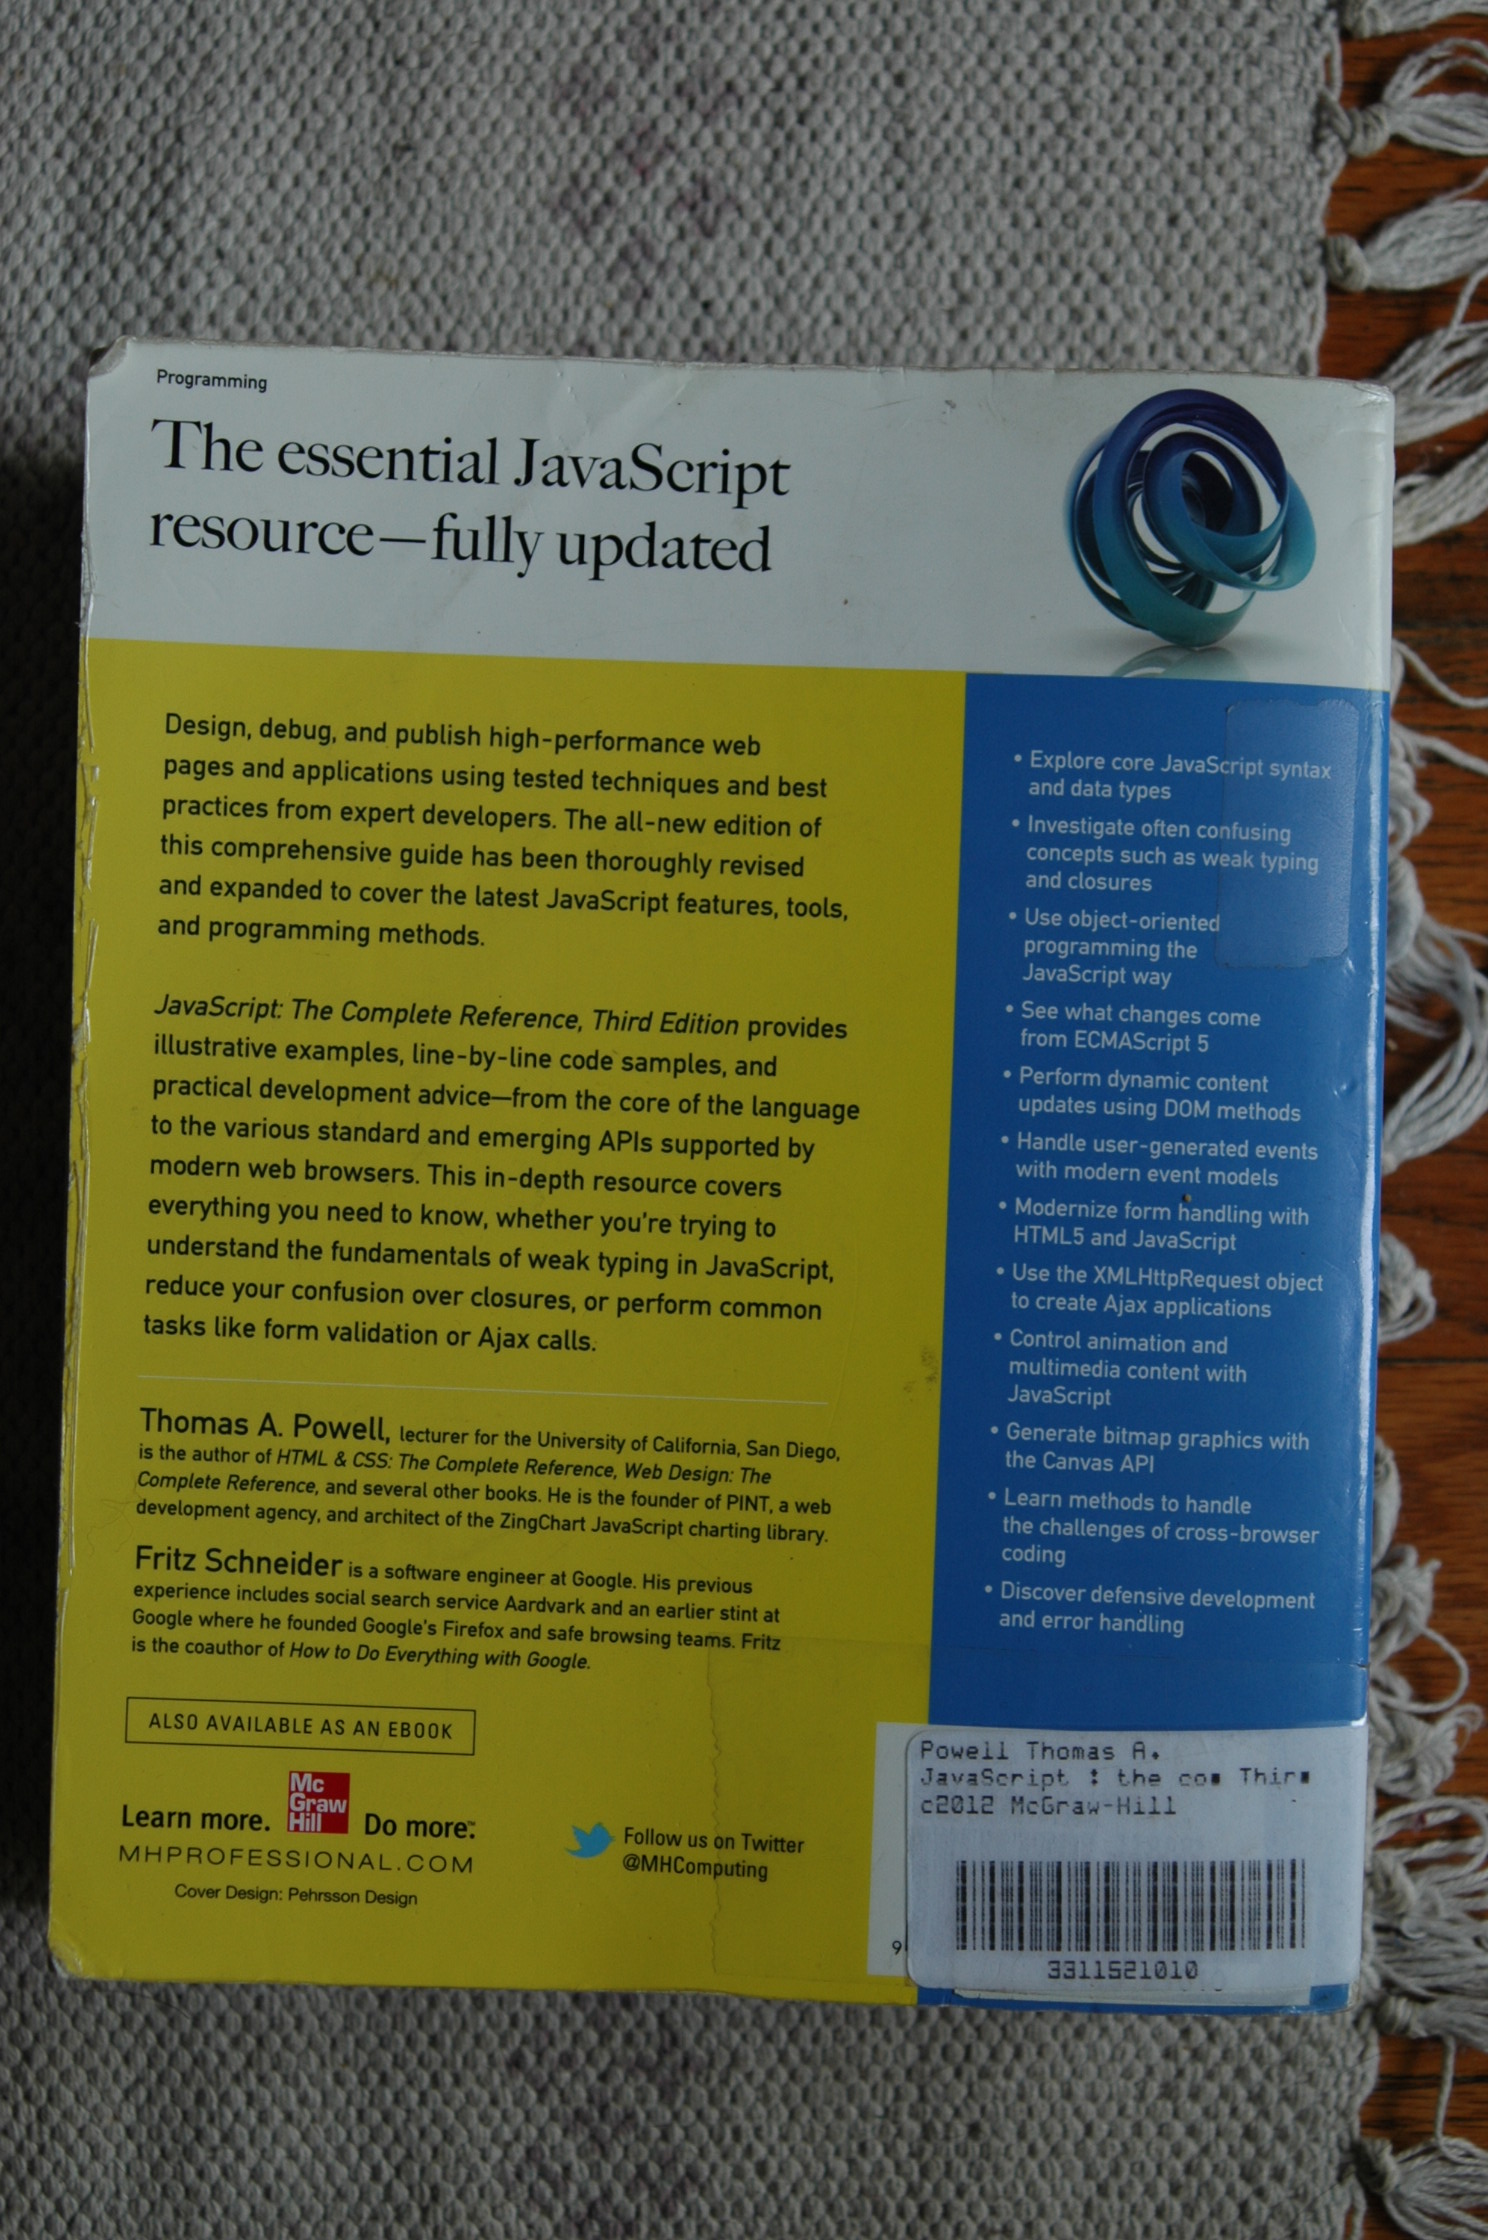 Programming
The essential JavaScript
resource—fully updated
Design, debug, and publish high-performance web
pages and applications using tested techniques and best
practices from expert developers. The all-new edition of
this comprehensive guide has been thoroughly revised
and expanded to cover the latest JavaScript features, tools,
and programming methods.
JavaScript: The Complete Reference, Third Edition provides
illustrative examples, line-by-line code samples, and
practical development advice—from the core of the language
to the various standard and emerging APIs supported by
modern web browsers. This in-depth resource covers
everything you need to know, whether you're trying to
understand the fundamentals of weak typing in JavaScript,
reduce your confusion over closures, or perform common
tasks like form validation or Ajax calls.
Thomas A. Powell, lecturer for the University of California, San Diego,
is the author of HTML & CSS: The Complete Reference, Web Design: The
Complete Reference, and several other books. He is the founder of PINT, a web
development agency, and architect of the ZingChart JavaScript charting library.
Fritz Schneider is a software engineer at Google. His previous
experience includes social search service Aardvark and an earlier stint at
Google where he founded Google's Firefox and safe browsing teams. Fritz
is the coauthor of How to Do Everything with Google.
ALSO AVAILABLE AS AN EBOOK
Learn more. Mc
Graw
Hill Do more.™
MHPROFESSIONAL.COM
Cover Design: Pehrsson Design
Follow us on Twitter
@MHComputing
• Explore core JavaScript syntax
and data types
• Investigate often confusing
concepts such as weak typing
and closures
• Use object-oriented
programming the
JavaScript way
• See what changes come
from ECMAScript 5
• Perform dynamic content
updates using DOM methods
• Handle user-generated events
with modern event models
• Modernize form handling with
HTML5 and JavaScript
• Use the XMLHttpRequest object
to create Ajax applications
• Control animation and
multimedia content with
JavaScript
• Generate bitmap graphics with
the Canvas API
• Learn methods to handle
the challenges of cross-browser
coding
• Discover defensive development
and error handling
Powell Thomas A.
JavaScript : the com Thir
c2012 McGraw-Hill
9
3311521010